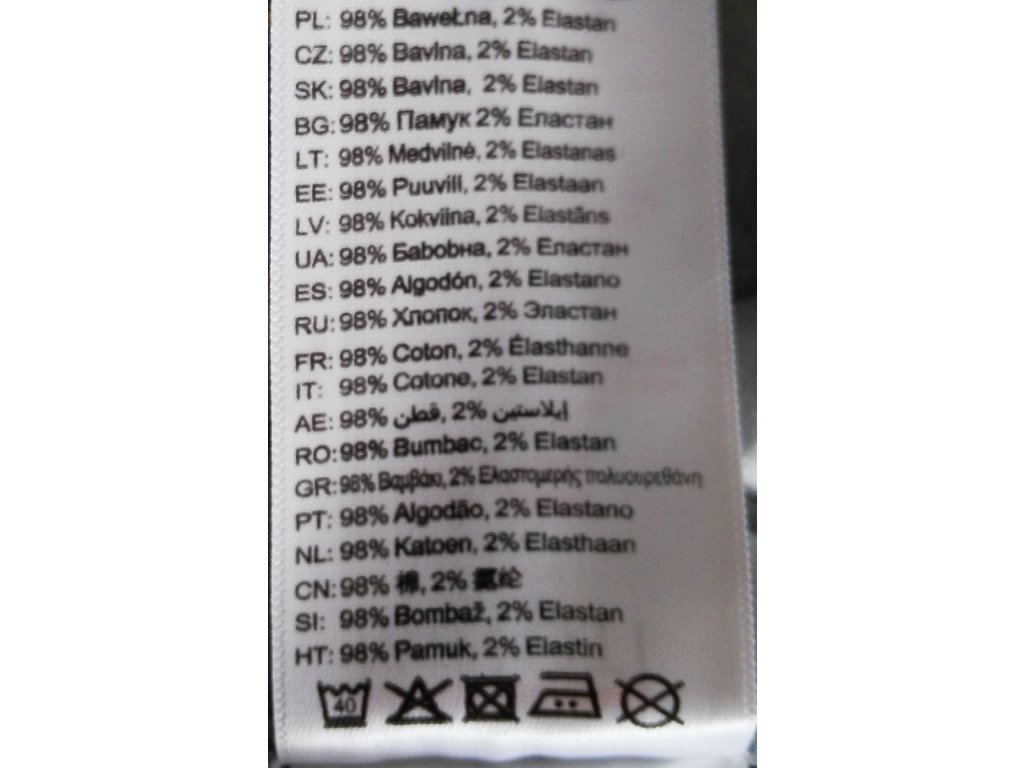 PL: 98% Bawełna, 2% Elastan
CZ: 98% Bavlna, 2% Elastan
SK: 98% Bavlna, 2% Elastan
BG: 98% Памук 2% Еластан
LT: 98% Medvilnė, 2% Elastanas
EE: 98% Puuvill, 2% Elastaan
LV: 98% Kokvilna, 2% Elastāns
UA: 98% Бавовна, 2% Еластан
ES: 98% Algodón, 2% Elastano
RU: 98% Хлопок, 2% Эластан
FR: 98% Coton, 2% Élasthanne
IT: 98% Cotone, 2% Elastan
AE: 98% قطن, 2% إيلاستين
RO: 98% Bumbac, 2% Elastan
GR: 98% Βαμβάκι, 2% Ελαστομερής πολυουρεθάνη
PT: 98% Algodão, 2% Elastano
NL: 98% Katoen, 2% Elasthaan
CN: 98% 棉, 2% 氨纶
SI: 98% Bombaž, 2% Elastan
HT: 98% Pamuk, 2% Elastin
40